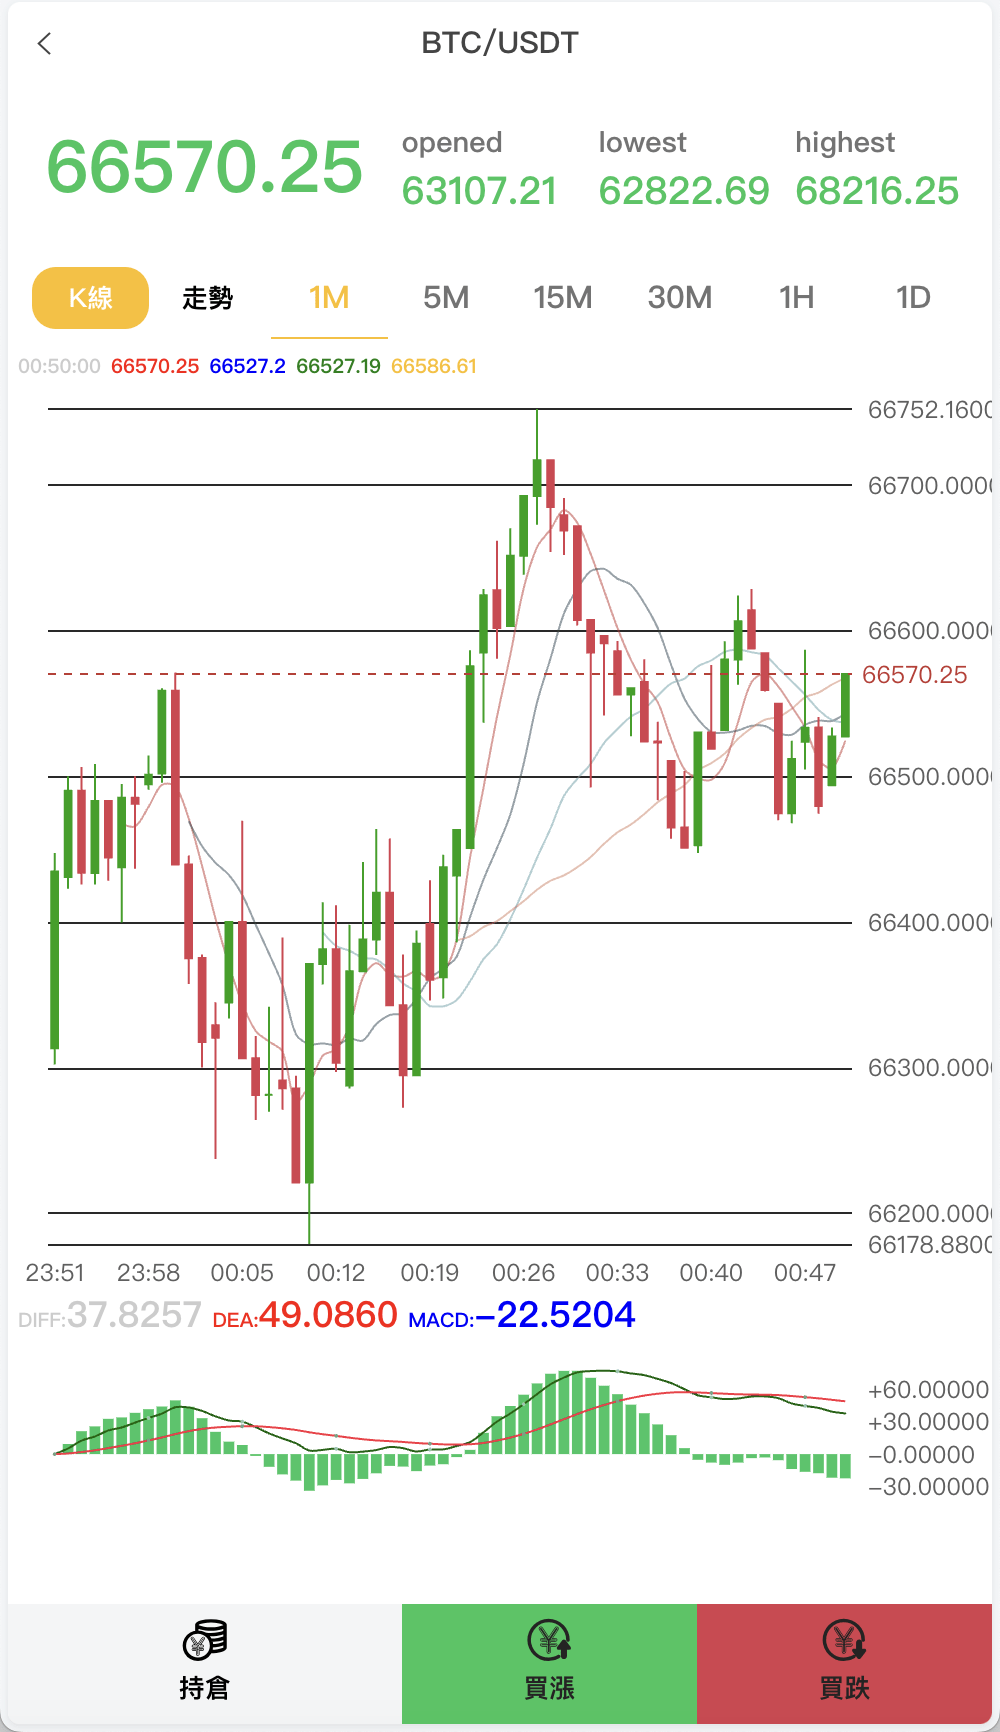 BTC/USDT
66570.25
opened
lowest
highest
63107.21
62822.69
68216.25
K線 走勢 1M 5M 15M 30M 1H 1D
00:50:00 66570.25 66527.2 66527.19 66586.61
66752.1600
66700.0000
66600.0000
66570.25
66500.0000
66400.0000
66300.0000
66200.0000
66178.8800
23:51 23:58 00:05 00:12 00:19 00:26 00:33 00:40 00:47
DIFF:37.8257 DEA:49.0860 MACD:−22.5204
+60.00000
+30.00000
−0.00000
−30.00000
持倉 買漲 買跌